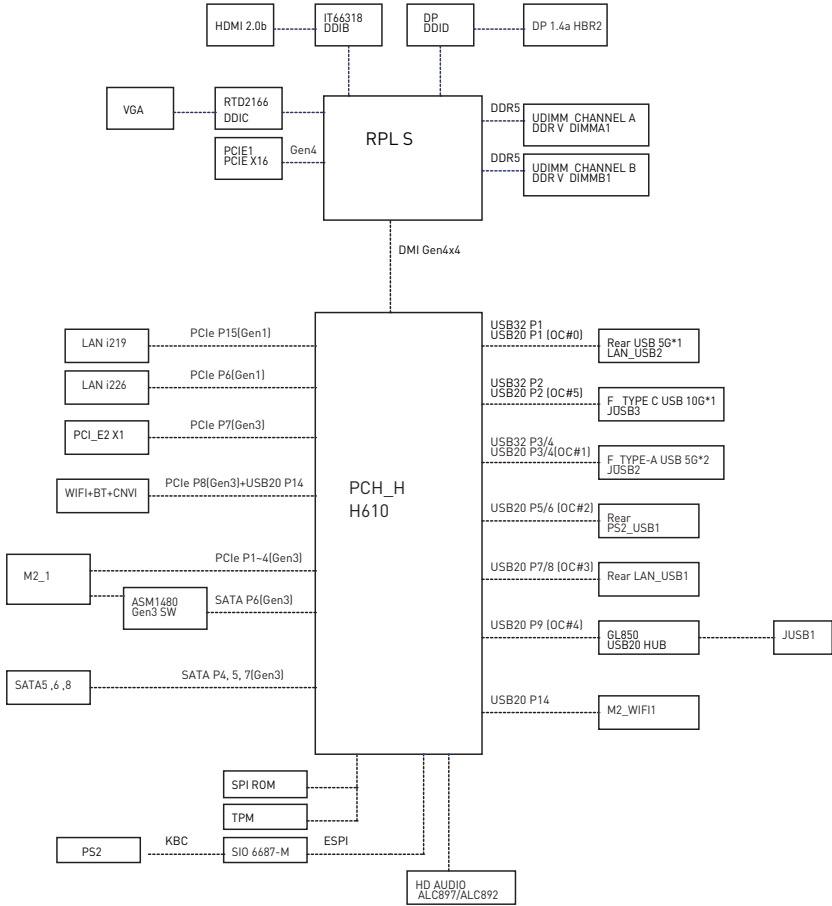 HDMI 2.0b
IT66318
DDIB
DP
DDID
DP 1.4a HBR2
VGA
RTD2166
DDIC
PCIE1
PCIE X16
Gen4
RPL S
DDR5
UDIMM CHANNEL A
DDR V DIMMA1
DDR5
UDIMM CHANNEL B
DDR V DIMMB1
DMI Gen4x4
LAN i219
PCIe P15(Gen1)
LAN i226
PCIe P6(Gen1)
PCI_E2 X1
PCIe P7(Gen3)
WIFI+BT+CNVI
PCIe P8(Gen3)+USB20 P14
M2_1
PCIe P1~4(Gen3)
ASM1480
Gen3 SW
SATA P6(Gen3)
SATA5 ,6 ,8
SATA P4, 5, 7(Gen3)
PCH_H
H610
USB32 P1
USB20 P1 (OC#0)
Rear USB 5G*1
LAN_USB2
USB32 P2
USB20 P2 (OC#5)
F_TYPE C USB 10G*1
JUSB3
USB32 P3/4
USB20 P3/4(OC#1)
F_TYPE-A USB 5G*2
JUSB2
USB20 P5/6 (OC#2)
Rear
PS2_USB1
USB20 P7/8 (OC#3)
Rear LAN_USB1
USB20 P9 (OC#4)
GL850
USB20 HUB
JUSB1
USB20 P14
M2_WIFI1
SPI ROM
TPM
PS2
KBC
SIO 6687-M
ESPI
HD AUDIO
ALC897/ALC892